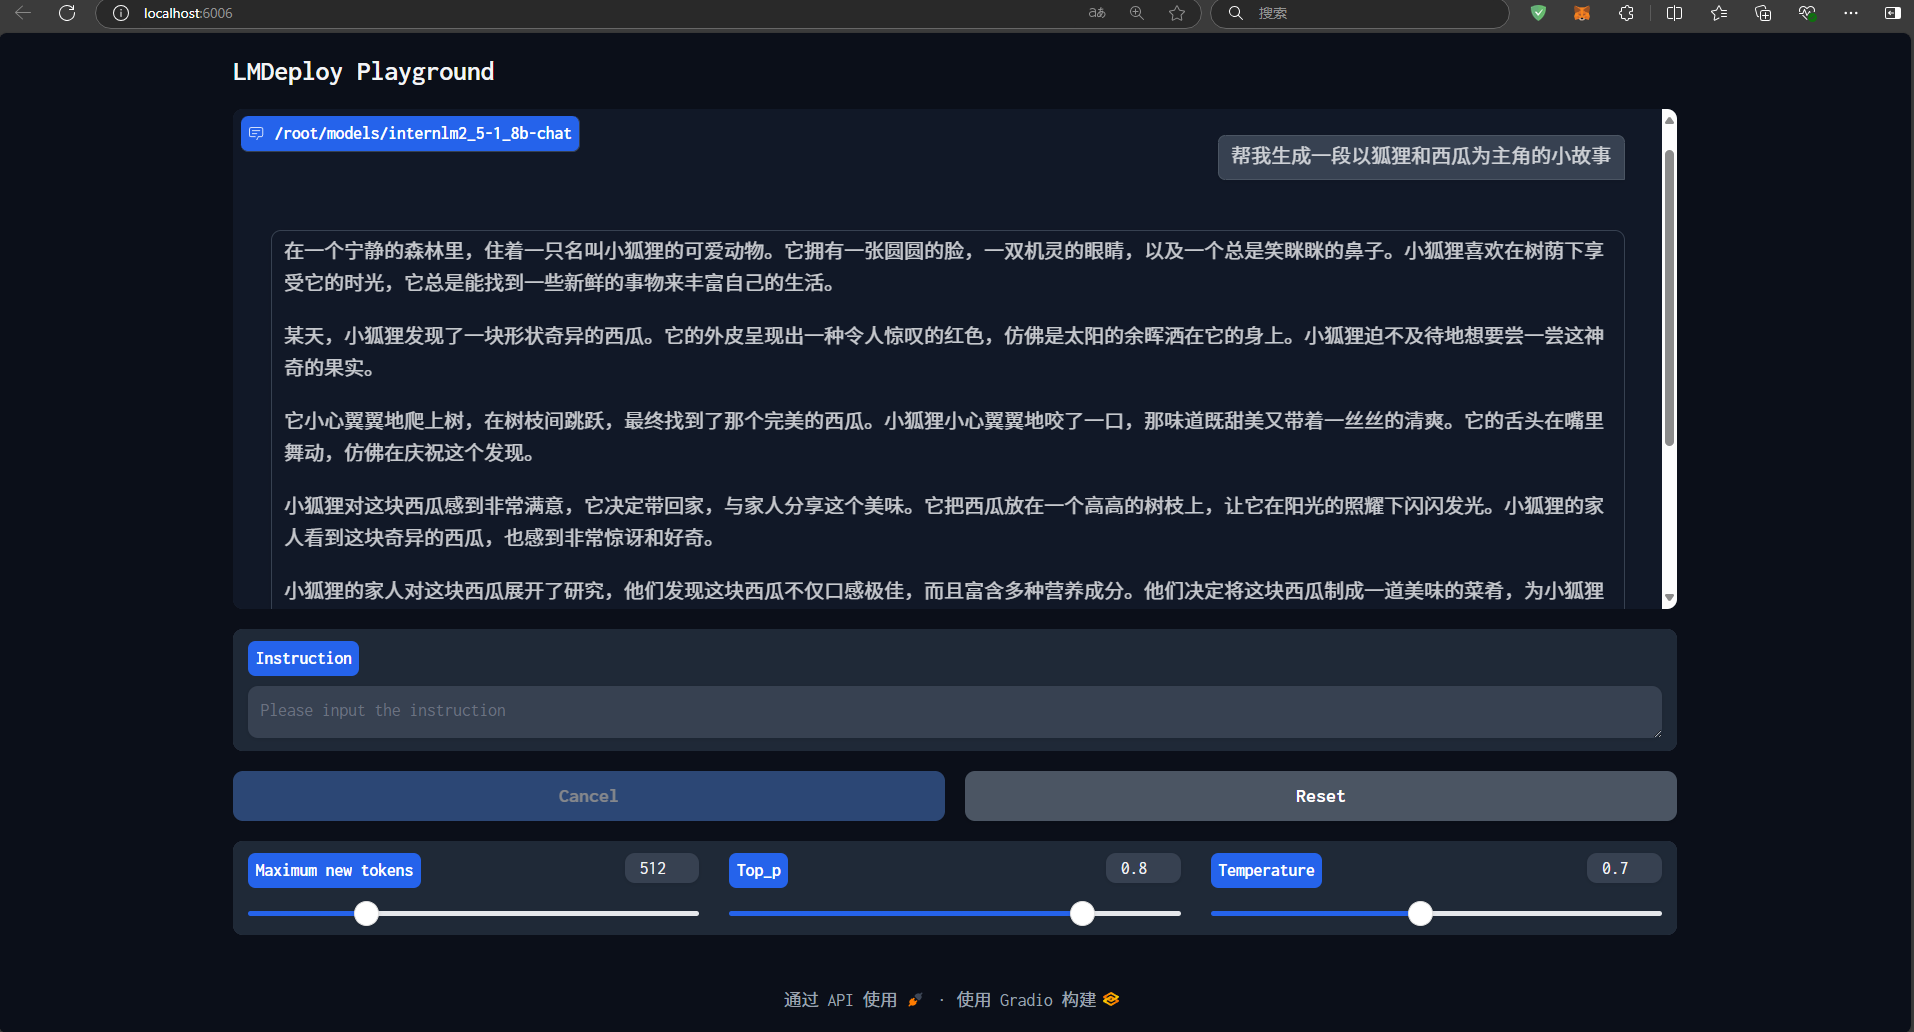 localhost:6006
aあ
搜索
LMDeploy Playground
/root/models/internlm2_5-1_8b-chat
帮我生成一段以狐狸和西瓜为主角的小故事
在一个宁静的森林里，住着一只名叫小狐狸的可爱动物。它拥有一张圆圆的脸，一双机灵的眼睛，以及一个总是笑眯眯的鼻子。小狐狸喜欢在树荫下享
受它的时光，它总是能找到一些新鲜的事物来丰富自己的生活。
某天，小狐狸发现了一块形状奇异的西瓜。它的外皮呈现出一种令人惊叹的红色，仿佛是太阳的余晖洒在它的身上。小狐狸迫不及待地想要尝一尝这神
奇的果实。
它小心翼翼地爬上树，在树枝间跳跃，最终找到了那个完美的西瓜。小狐狸小心翼翼地咬了一口，那味道既甜美又带着一丝丝的清爽。它的舌头在嘴里
舞动，仿佛在庆祝这个发现。
小狐狸对这块西瓜感到非常满意，它决定带回家，与家人分享这个美味。它把西瓜放在一个高高的树枝上，让它在阳光的照耀下闪闪发光。小狐狸的家
人看到这块奇异的西瓜，也感到非常惊讶和好奇。
小狐狸的家人对这块西瓜展开了研究，他们发现这块西瓜不仅口感极佳，而且富含多种营养成分。他们决定将这块西瓜制成一道美味的菜肴，为小狐狸
Instruction
Please input the instruction
Cancel
Reset
Maximum new tokens
512
Top_p
0.8
Temperature
0.7
通过 API 使用 · 使用 Gradio 构建